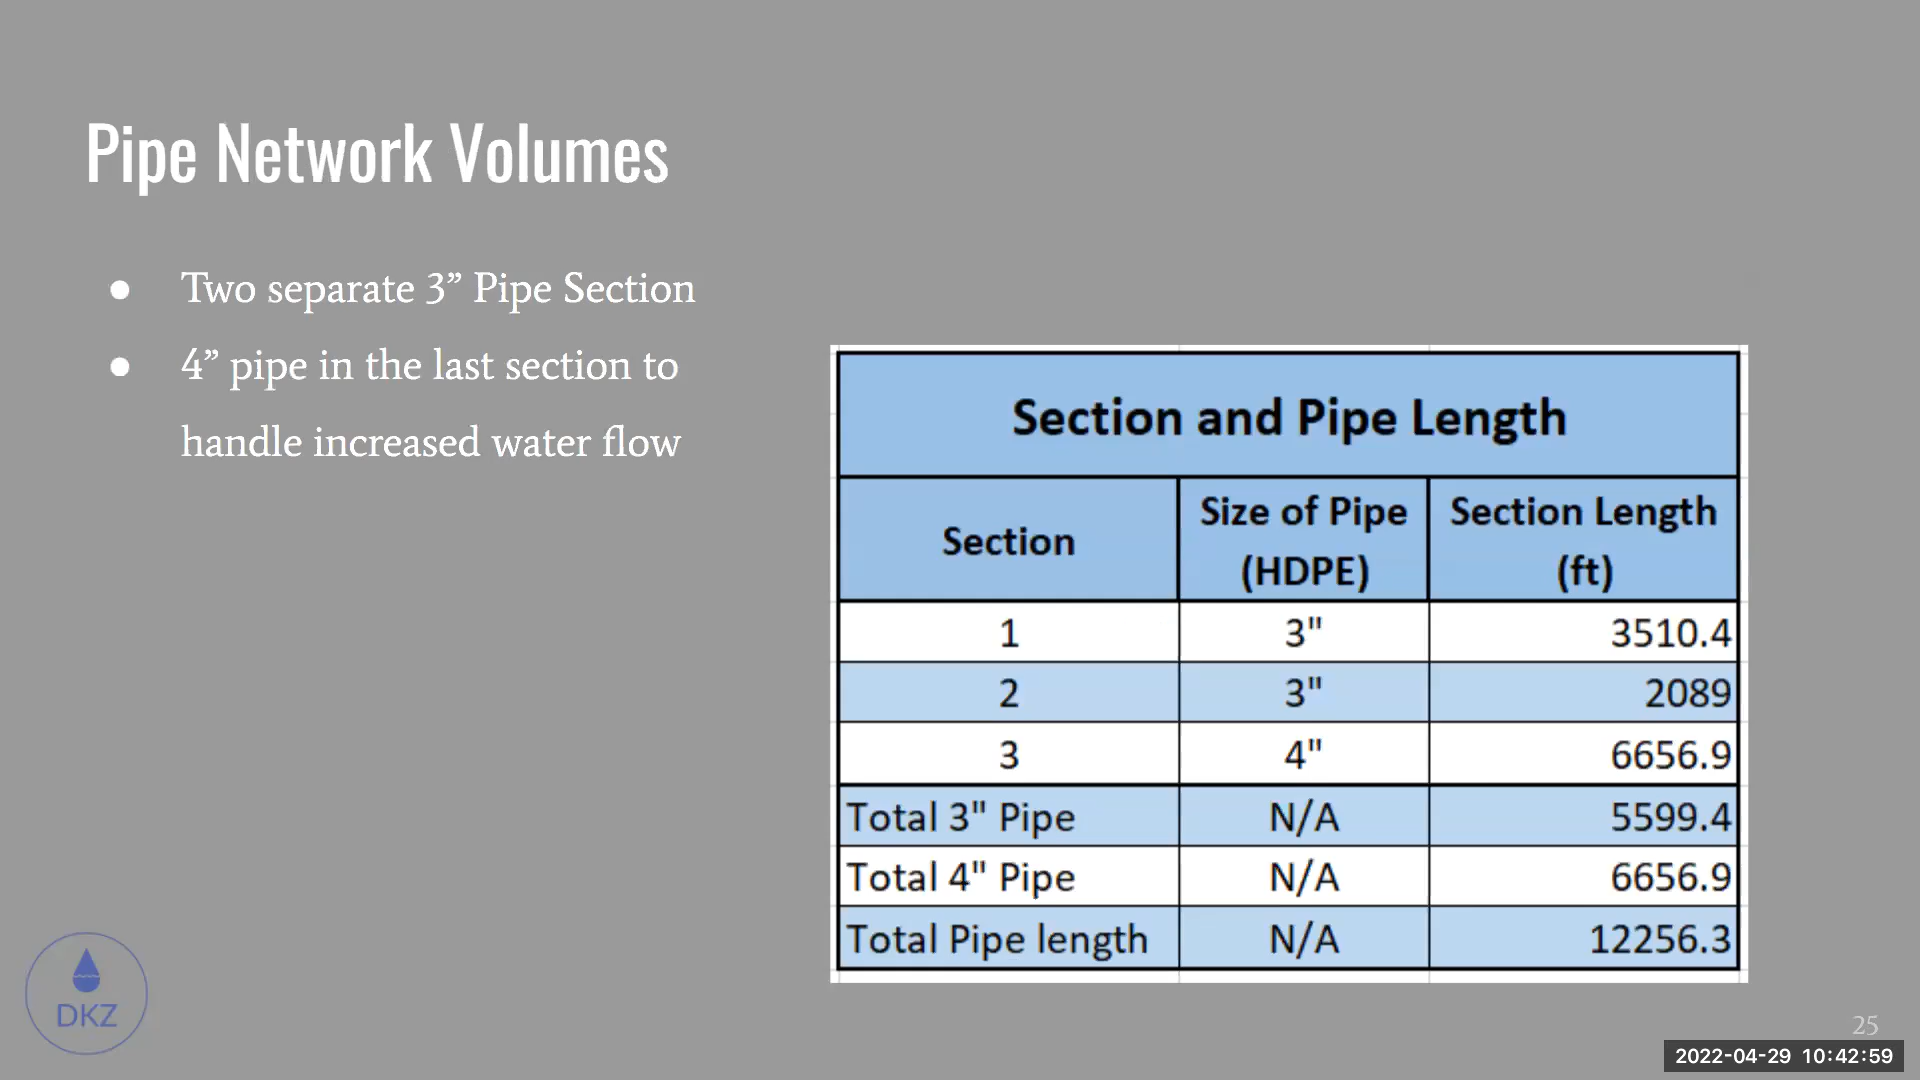 Pipe Network Volumes
● Two separate 3” Pipe Section
● 4” pipe in the last section to
handle increased water flow
Section and Pipe Length
Section Size of Pipe (HDPE) Section Length (ft)
1 3" 3510.4
2 3" 2089
3 4" 6656.9
Total 3" Pipe N/A 5599.4
Total 4" Pipe N/A 6656.9
Total Pipe length N/A 12256.3
DKZ
25
2022-04-29 10:42:59